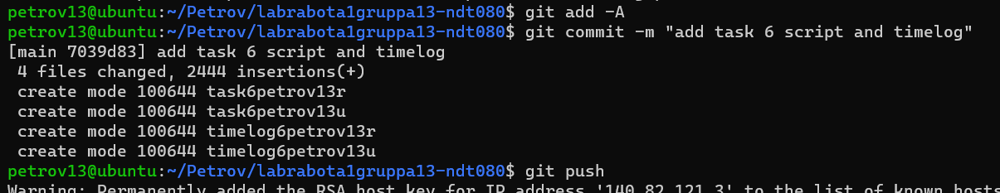 petrov13@ubuntu:~/Petrov/labrabota1gruppa13-ndt080$ git add -A
petrov13@ubuntu:~/Petrov/labrabota1gruppa13-ndt080$ git commit -m "add task 6 script and timelog"
[main 7039d83] add task 6 script and timelog
 4 files changed, 2444 insertions(+)
 create mode 100644 task6petrov13r
 create mode 100644 task6petrov13u
 create mode 100644 timelog6petrov13r
 create mode 100644 timelog6petrov13u
petrov13@ubuntu:~/Petrov/labrabota1gruppa13-ndt080$ git push
Warning: Permanently added the RSA host key for IP address '140.82.121.3' to the list of known hosts